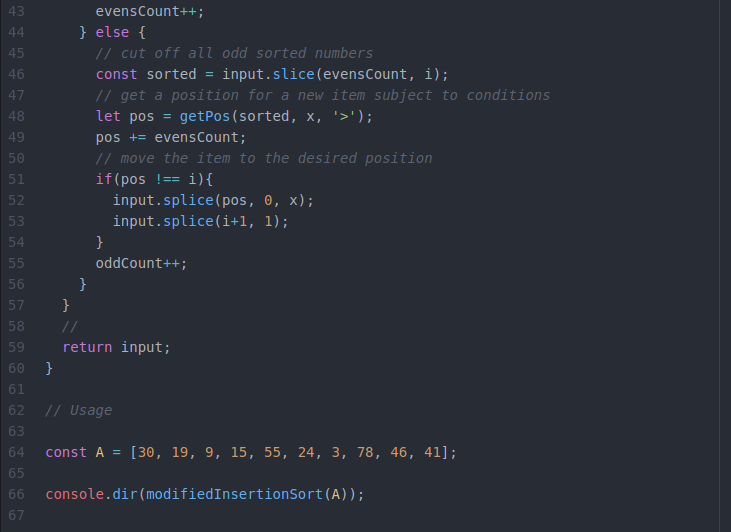 43 evensCount++;
44 } else {
45 // cut off all odd sorted numbers
46 const sorted = input.slice(evensCount, i);
47 // get a position for a new item subject to conditions
48 let pos = getPos(sorted, x, '>');
49 pos += evensCount;
50 // move the item to the desired position
51 if(pos !== i){
52 input.splice(pos, 0, x);
53 input.splice(i+1, 1);
54 }
55 oddCount++;
56 }
57 }
58 //
59 return input;
60 }
61
62 // Usage
63
64 const A = [30, 19, 9, 15, 55, 24, 3, 78, 46, 41];
65
66 console.dir(modifiedInsertionSort(A));
67